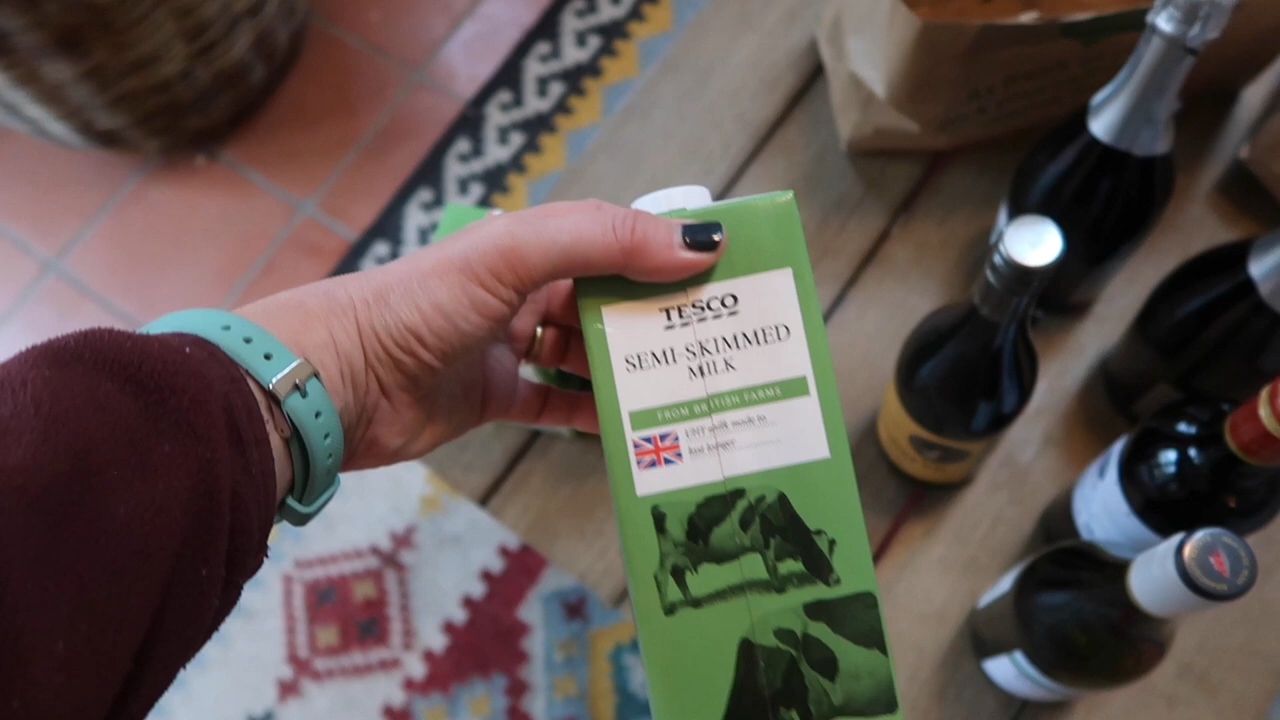 TESCO
SEMI-SKIMMED
MILK
FROM BRITISH FARMS
UHT milk made to
last longer